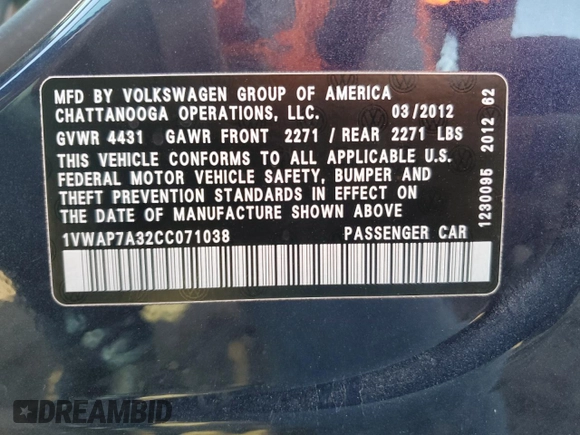 MFD BY VOLKSWAGEN GROUP OF AMERICA
CHATTANOOGA OPERATIONS, LLC. 03/2012
GVWR 4431 GAWR FRONT 2271 / REAR 2271 LBS
THIS VEHICLE CONFORMS TO ALL APPLICABLE U.S.
FEDERAL MOTOR VEHICLE SAFETY, BUMPER AND
THEFT PREVENTION STANDARDS IN EFFECT ON
THE DATE OF MANUFACTURE SHOWN ABOVE
1VWAP7A32CC071038 PASSENGER CAR
1230095 2012 62
DREAMBID